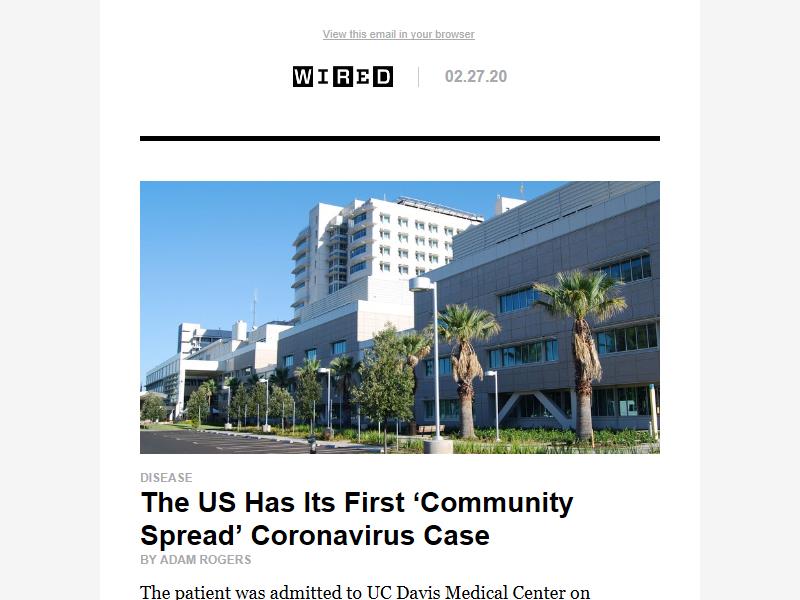 View this email in your browser
WIRED
02.27.20
DISEASE
The US Has Its First ‘Community
Spread’ Coronavirus Case
BY ADAM ROGERS
The patient was admitted to UC Davis Medical Center on